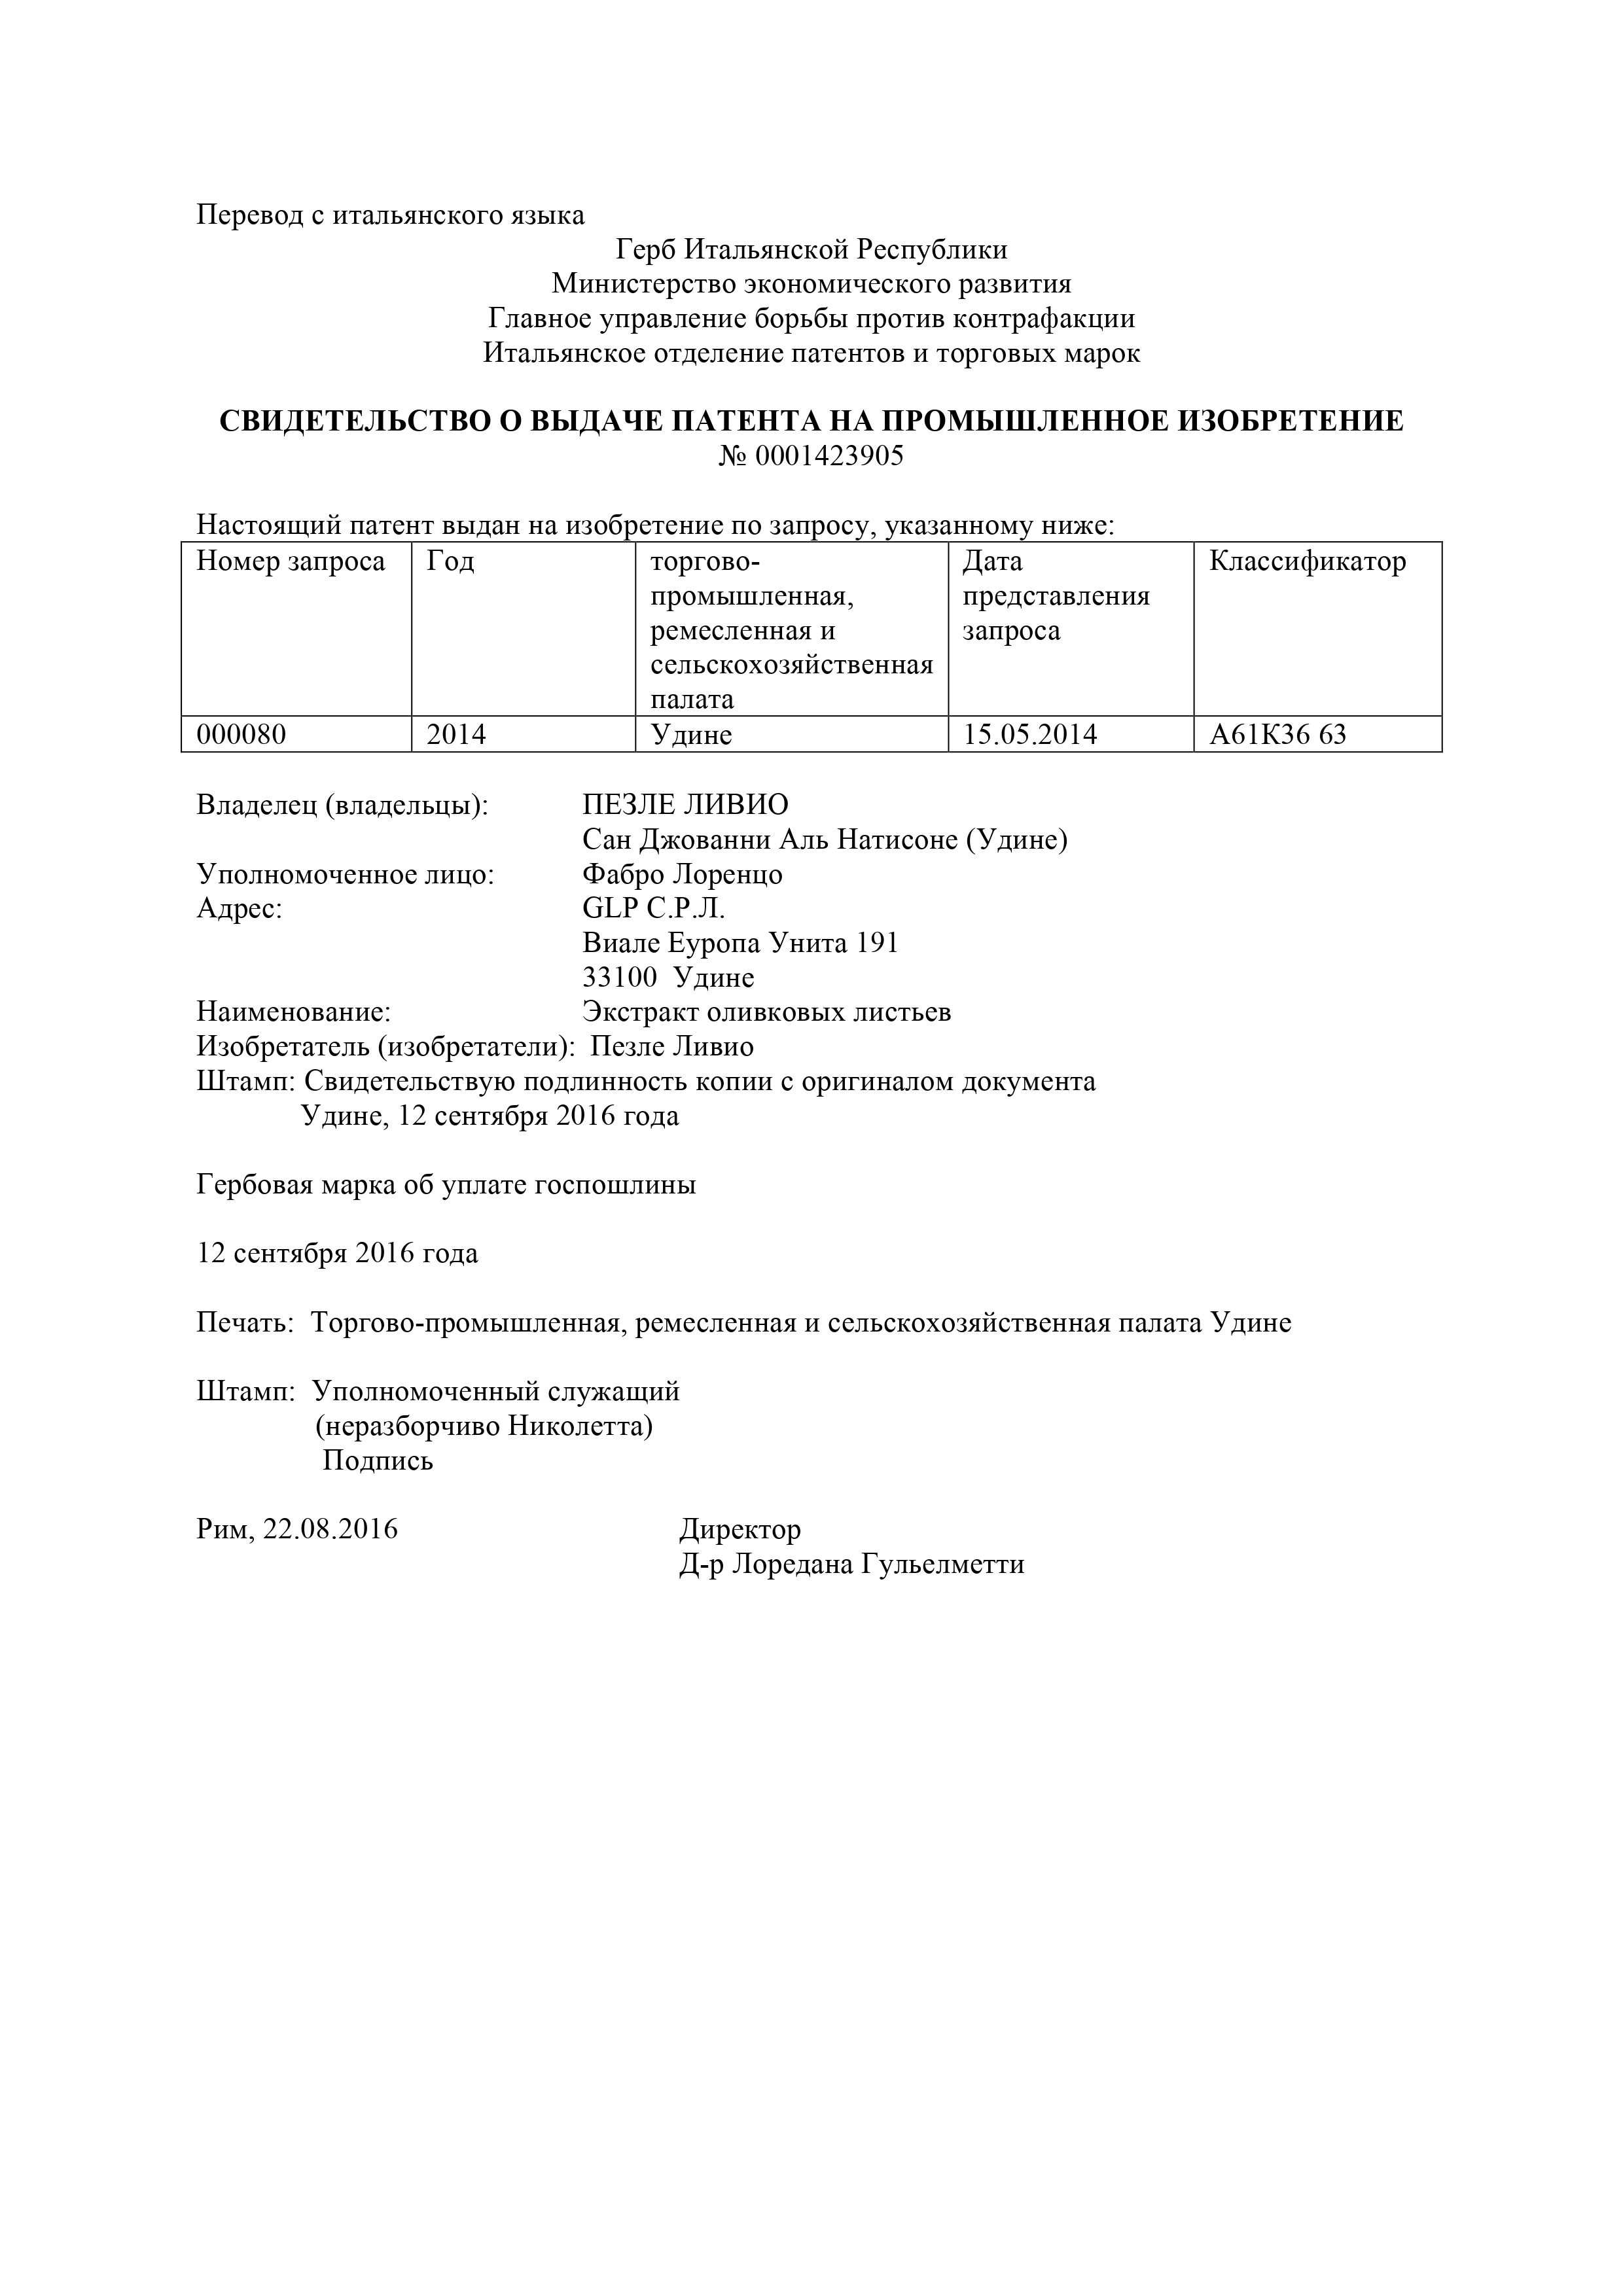 Перевод с итальянского языка
Герб Итальянской Республики
Министерство экономического развития
Главное управление борьбы против контрафакции
Итальянское отделение патентов и торговых марок
СВИДЕТЕЛЬСТВО О ВЫДАЧЕ ПАТЕНТА НА ПРОМЫШЛЕННОЕ ИЗОБРЕТЕНИЕ
№ 0001423905
Настоящий патент выдан на изобретение по запросу, указанному ниже:
Номер запроса
Год
торгово-
промышленная,
ремесленная и
сельскохозяйственная
палата
Дата
представления
запроса
Классификатор
000080
2014
Удине
15.05.2014
А61К36 63
Владелец (владельцы): ПЕЗЛЕ ЛИВИО
Сан Джованни Аль Натисоне (Удине)
Уполномоченное лицо: Фабро Лоренцо
Адрес: GLP С.Р.Л.
Виале Еуропа Унита 191
33100 Удине
Наименование: Экстракт оливковых листьев
Изобретатель (изобретатели): Пезле Ливио
Штамп: Свидетельствую подлинность копии с оригиналом документа
Удине, 12 сентября 2016 года
Гербовая марка об уплате госпошлины
12 сентября 2016 года
Печать: Торгово-промышленная, ремесленная и сельскохозяйственная палата Удине
Штамп: Уполномоченный служащий
(неразборчиво Николетта)
Подпись
Рим, 22.08.2016 Директор
Д-р Лоредана Гульелметти